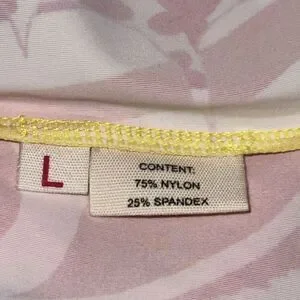 L
CONTENT:
75% NYLON
25% SPANDEX